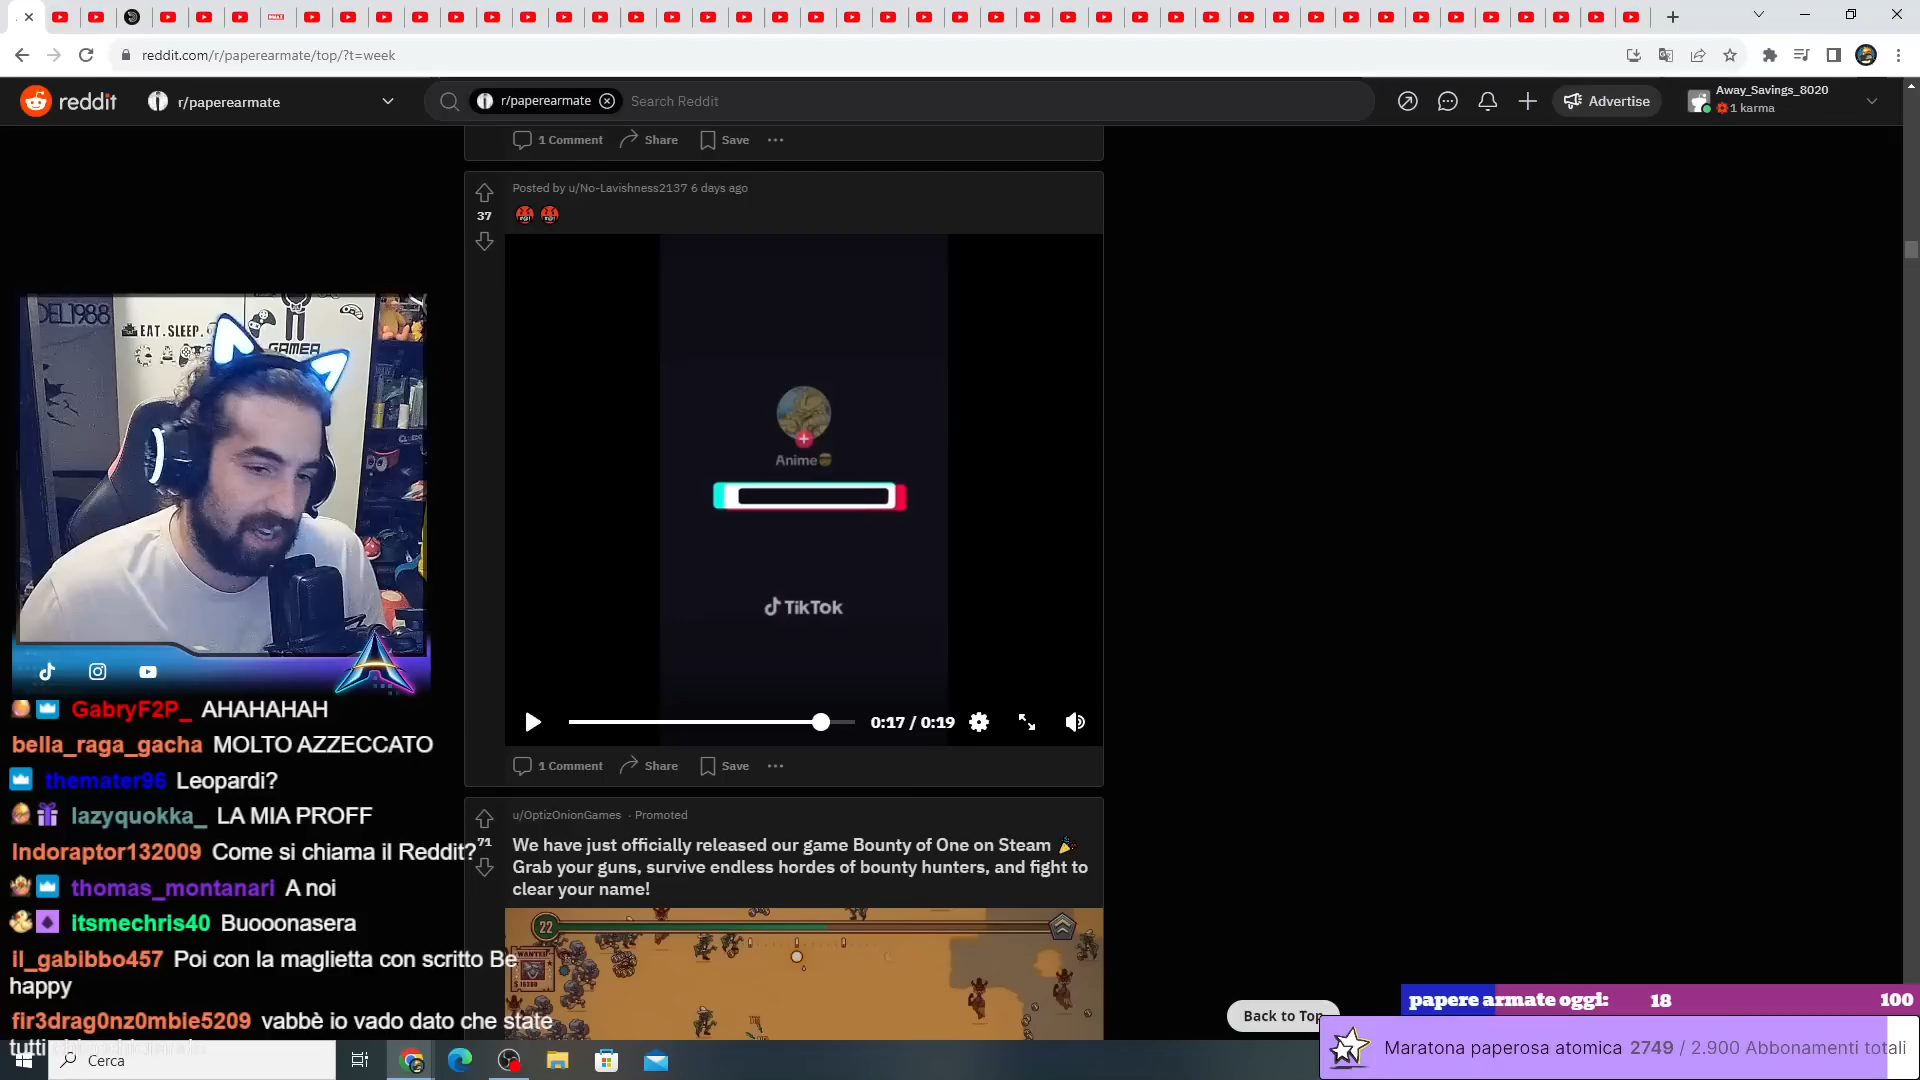 reddit.com/r/paperearmate/top/?t=week
reddit
r/paperearmate
r/paperearmate
Search Reddit
Advertise
Away_Savings_8020
1 karma
1 Comment
Share
Save
Posted by u/No-Lavishness2137 6 days ago
37
DEL1988
EAT.SLEEP.
GAMER
Anime
TikTok
0:17 / 0:19
1 Comment
Share
Save
u/OptizOnionGames · Promoted
71
We have just officially released our game Bounty of One on Steam 🎉
Grab your guns, survive endless hordes of bounty hunters, and fight to
clear your name!
22
WANTED
Back to Top
GabryF2P_ AHAHAHAH
bella_raga_gacha MOLTO AZZECCATO
themater96 Leopardi?
lazyquokka_ LA MIA PROFF
Indoraptor132009 Come si chiama il Reddit?
thomas_montanari A noi
itsmechris40 Buooonasera
il_gabibbo457 Poi con la maglietta con scritto Be
happy
fir3drag0nz0mbie5209 vabbè io vado dato che state
tutti
papere armate oggi: 18 100
Maratona paperosa atomica 2749 / 2.900 Abbonamenti totali
Cerca